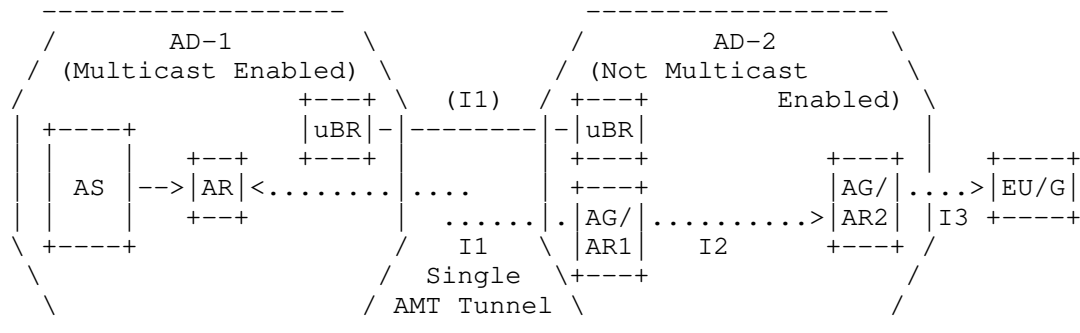 -------------------               -------------------
   /       AD-1        \             /       AD-2        \
  / (Multicast Enabled) \           / (Not Multicast      \
 /                 +---+ \  (I1)   / +---+       Enabled)  \
| +----+           |uBR|-|--------|-|uBR|                   |
| |    |    +--+   +---+ |        | +---+            +---+  |   +----+
| | AS |-->|AR|<........|....    | +---+            |AG/|....>|EU/G|
| |    |    +--+         |  ......|.|AG/|..........>|AR2|  |I3 +----+
 \ +----+               /   I1    \ |AR1|    I2     +---+ /
  \                    /  Single   \+---+                /
   \                  / AMT Tunnel  \                   /